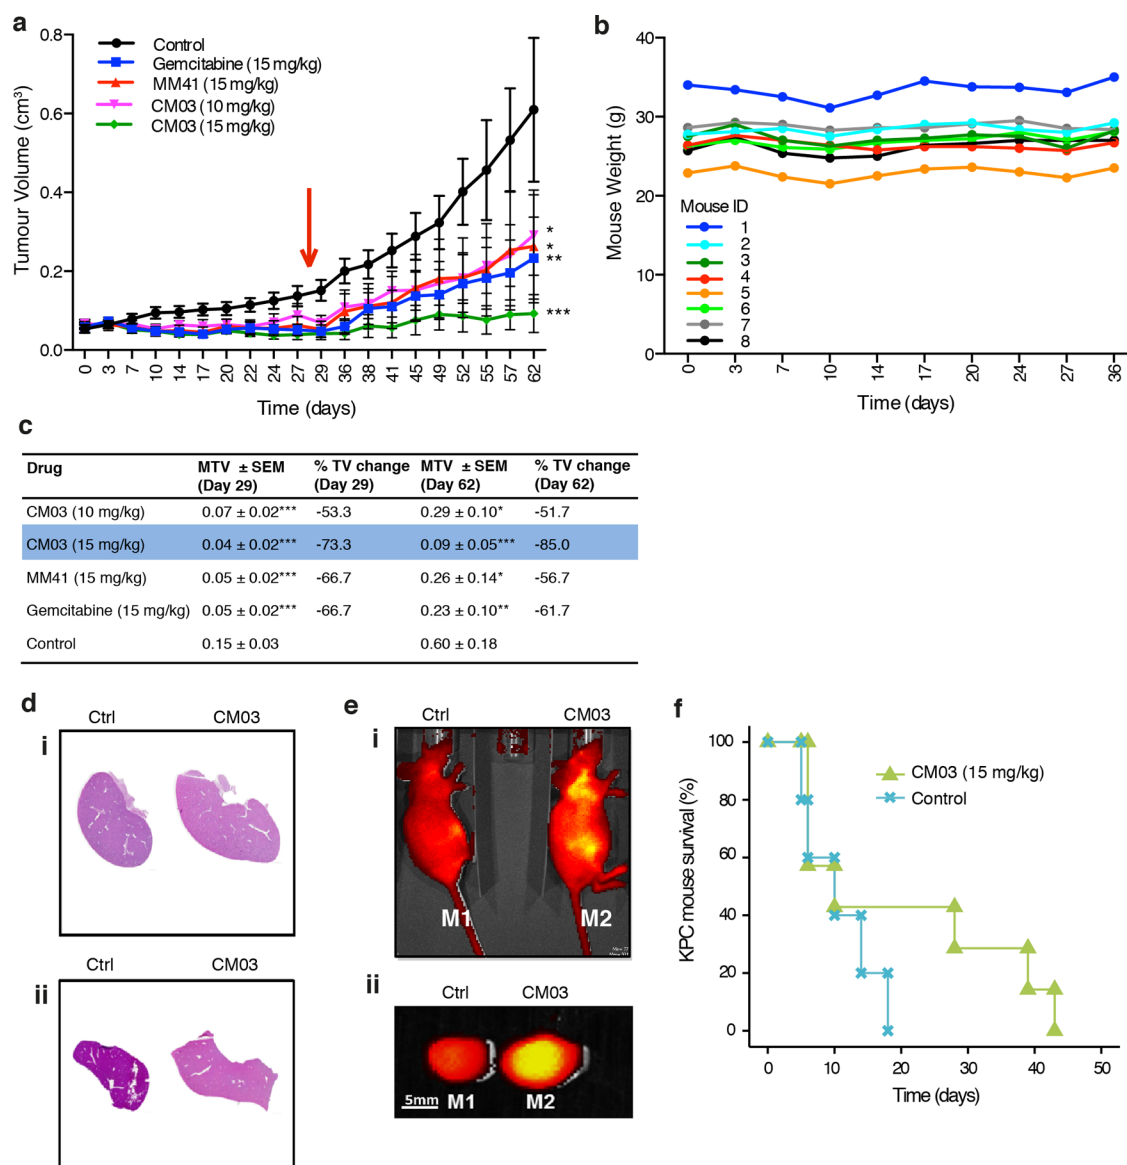 a
0.8
0.6
0.4
0.2
0.0
Tumour Volume (cm³)
Control
Gemcitabine (15 mg/kg)
MM41 (15 mg/kg)
CM03 (10 mg/kg)
CM03 (15 mg/kg)
*
*
**
***
0 3 7 10 14 17 20 22 24 27 29 36 38 41 45 49 52 55 57 62
Time (days)
b
40
30
20
10
0
Mouse Weight (g)
Mouse ID
1
2
3
4
5
6
7
8
0 3 7 10 14 17 20 24 27 36
Time (days)
c
Drug MTV ± SEM (Day 29) % TV change (Day 29) MTV ± SEM (Day 62) % TV change (Day 62)
CM03 (10 mg/kg) 0.07 ± 0.02*** -53.3 0.29 ± 0.10* -51.7
CM03 (15 mg/kg) 0.04 ± 0.02*** -73.3 0.09 ± 0.05*** -85.0
MM41 (15 mg/kg) 0.05 ± 0.02*** -66.7 0.26 ± 0.14* -56.7
Gemcitabine (15 mg/kg) 0.05 ± 0.02*** -66.7 0.23 ± 0.10** -61.7
Control 0.15 ± 0.03 0.60 ± 0.18
d
Ctrl CM03
i
Ctrl CM03
ii
e
Ctrl CM03
i
M1 M2
ii
Ctrl CM03
5mm M1 M2
f
100
80
60
40
20
0
KPC mouse survival (%)
CM03 (15 mg/kg)
Control
0 10 20 30 40 50
Time (days)